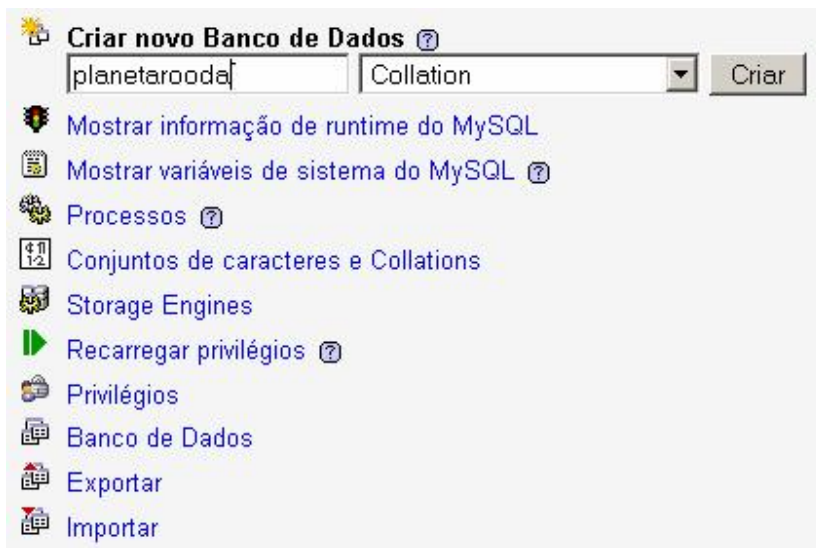 Criar novo Banco de Dados
planetarooda Collation Criar
Mostrar informação de runtime do MySQL
Mostrar variáveis de sistema do MySQL
Processos
Conjuntos de caracteres e Collations
Storage Engines
Recarregar privilégios
Privilégios
Banco de Dados
Exportar
Importar